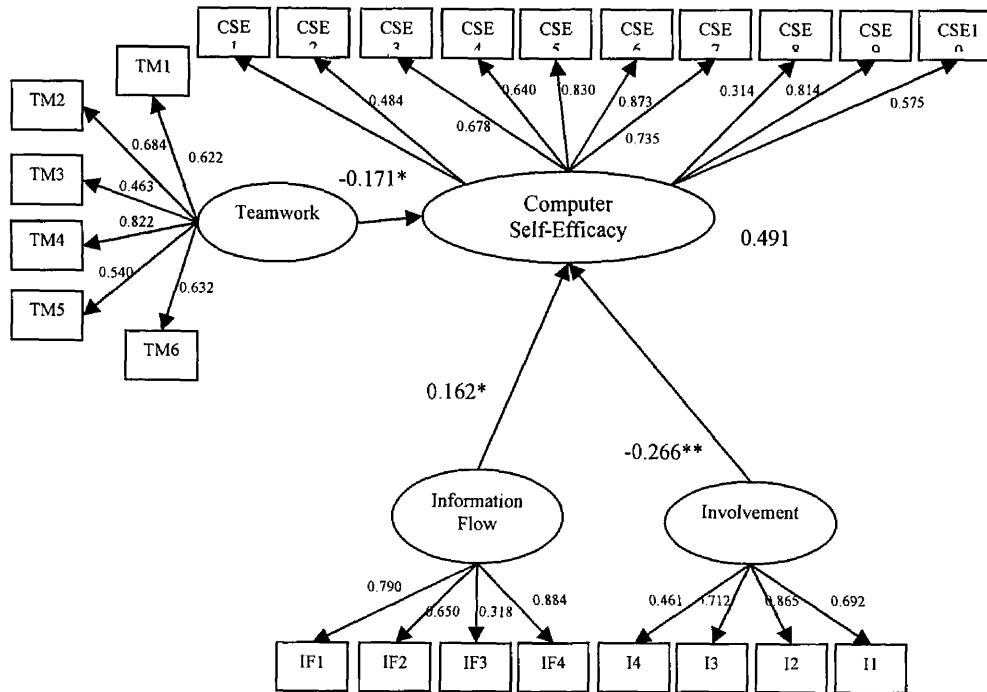 CSE
1
CSE
2
CSE
3
CSE
4
CSE
5
CSE
6
CSE
7
CSE
8
CSE
9
CSE1
0
TM1
TM2
TM3
TM4
TM5
TM6
0.684
0.622
0.463
0.822
0.540
0.632
Teamwork
-0.171*
0.484
0.678
0.640
0.830
0.873
0.735
0.314
0.814
0.575
Computer
Self-Efficacy
0.491
0.162*
-0.266**
Information
Flow
Involvement
0.790
0.650
0.318
0.884
0.461
0.712
0.865
0.692
IF1
IF2
IF3
IF4
I4
I3
I2
I1